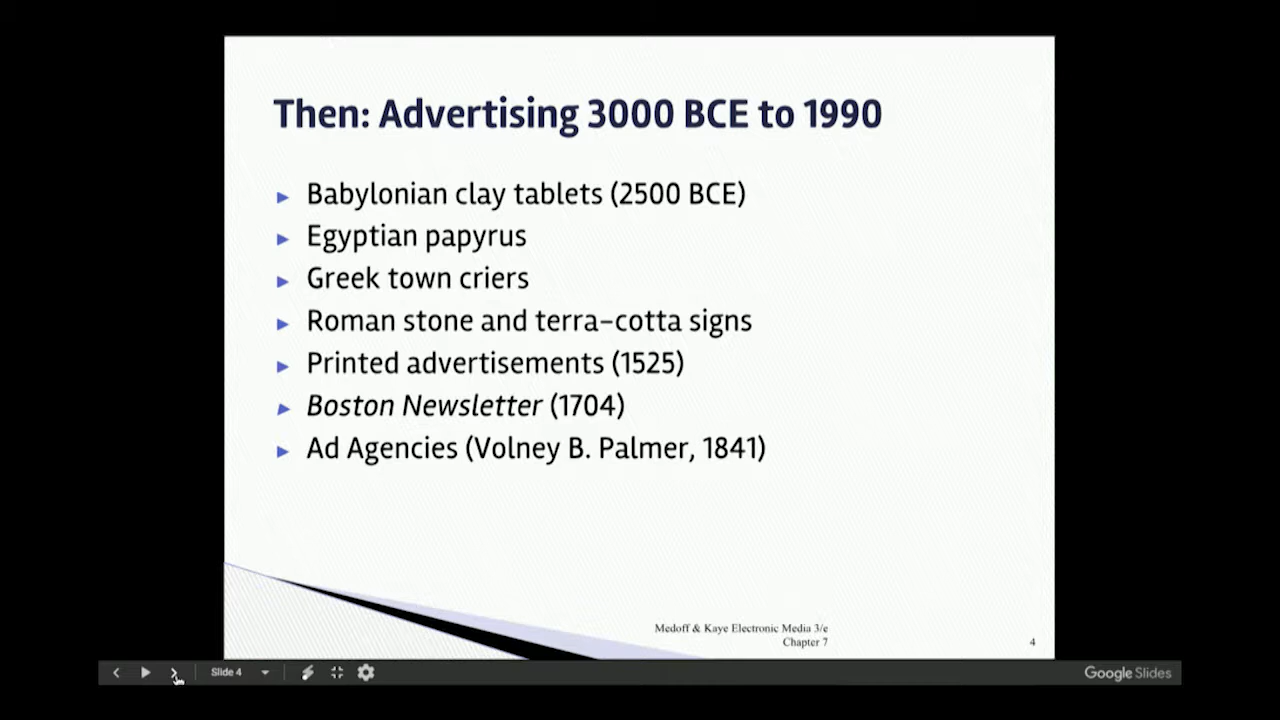 Then: Advertising 3000 BCE to 1990
Babylonian clay tablets (2500 BCE)
Egyptian papyrus
Greek town criers
Roman stone and terra-cotta signs
Printed advertisements (1525)
Boston Newsletter (1704)
Ad Agencies (Volney B. Palmer, 1841)
Medoff & Kaye Electronic Media 3/e
Chapter 7
4
Slide 4
Google Slides